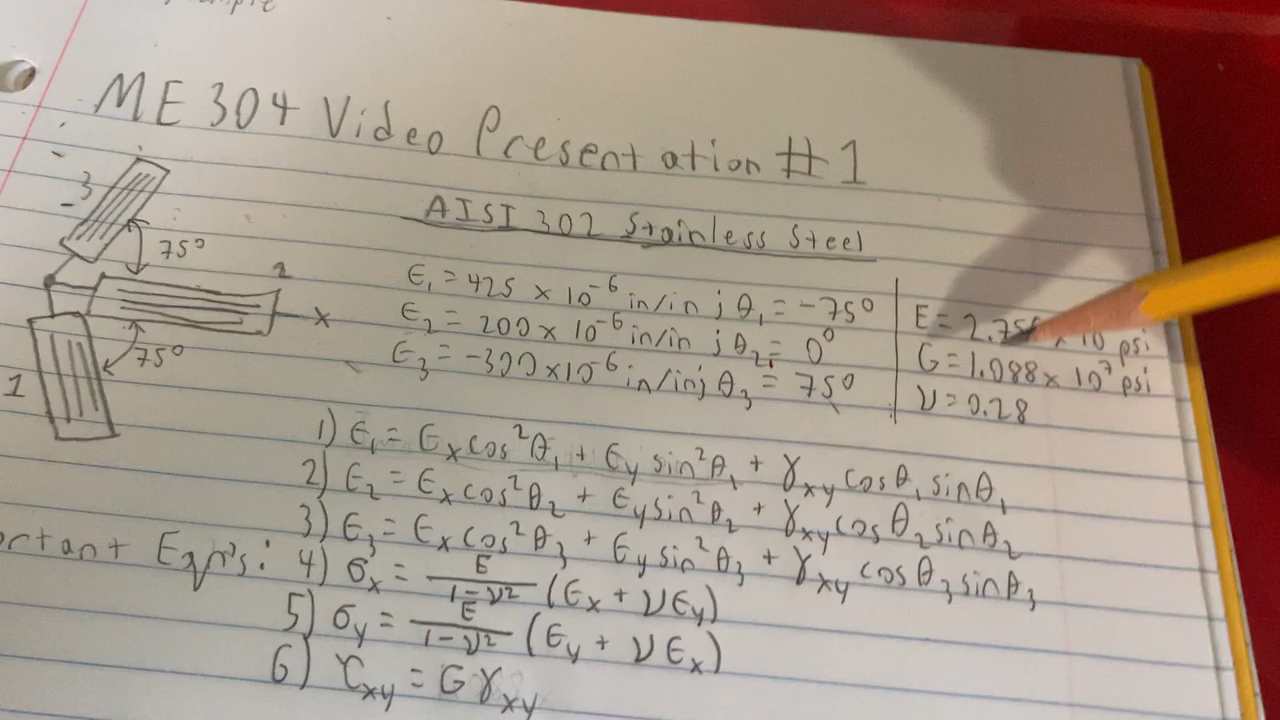 ME 304 Video Presentation #1
AISI 302 Stainless Steel
3
75°
2
x
75°
1
ϵ₁ = 425 × 10⁻⁶ in/in ; θ₁ = -75°
ϵ₂ = 200 × 10⁻⁶ in/in ; θ₂ = 0°
ϵ₃ = -300 × 10⁻⁶ in/in ; θ₃ = 75°
E = psi
G = 1.088 × 10⁷ psi
ν = 0.28
1) ϵ₁ = ϵₓ cos²θ₁ + ϵy sin²θ₁ + γxy cosθ₁ sinθ₁
2) ϵ₂ = ϵₓ cos²θ₂ + ϵy sin²θ₂ + γxy cosθ₂ sinθ₂
3) ϵ₃ = ϵₓ cos²θ₃ + ϵy sin²θ₃ + γxy cosθ₃ sinθ₃
Eqn's: 4) σₓ = E/(1-ν²) (ϵₓ + νϵy)
5) σy = E/(1-ν²) (ϵy + νϵₓ)
6) τxy = Gγxy